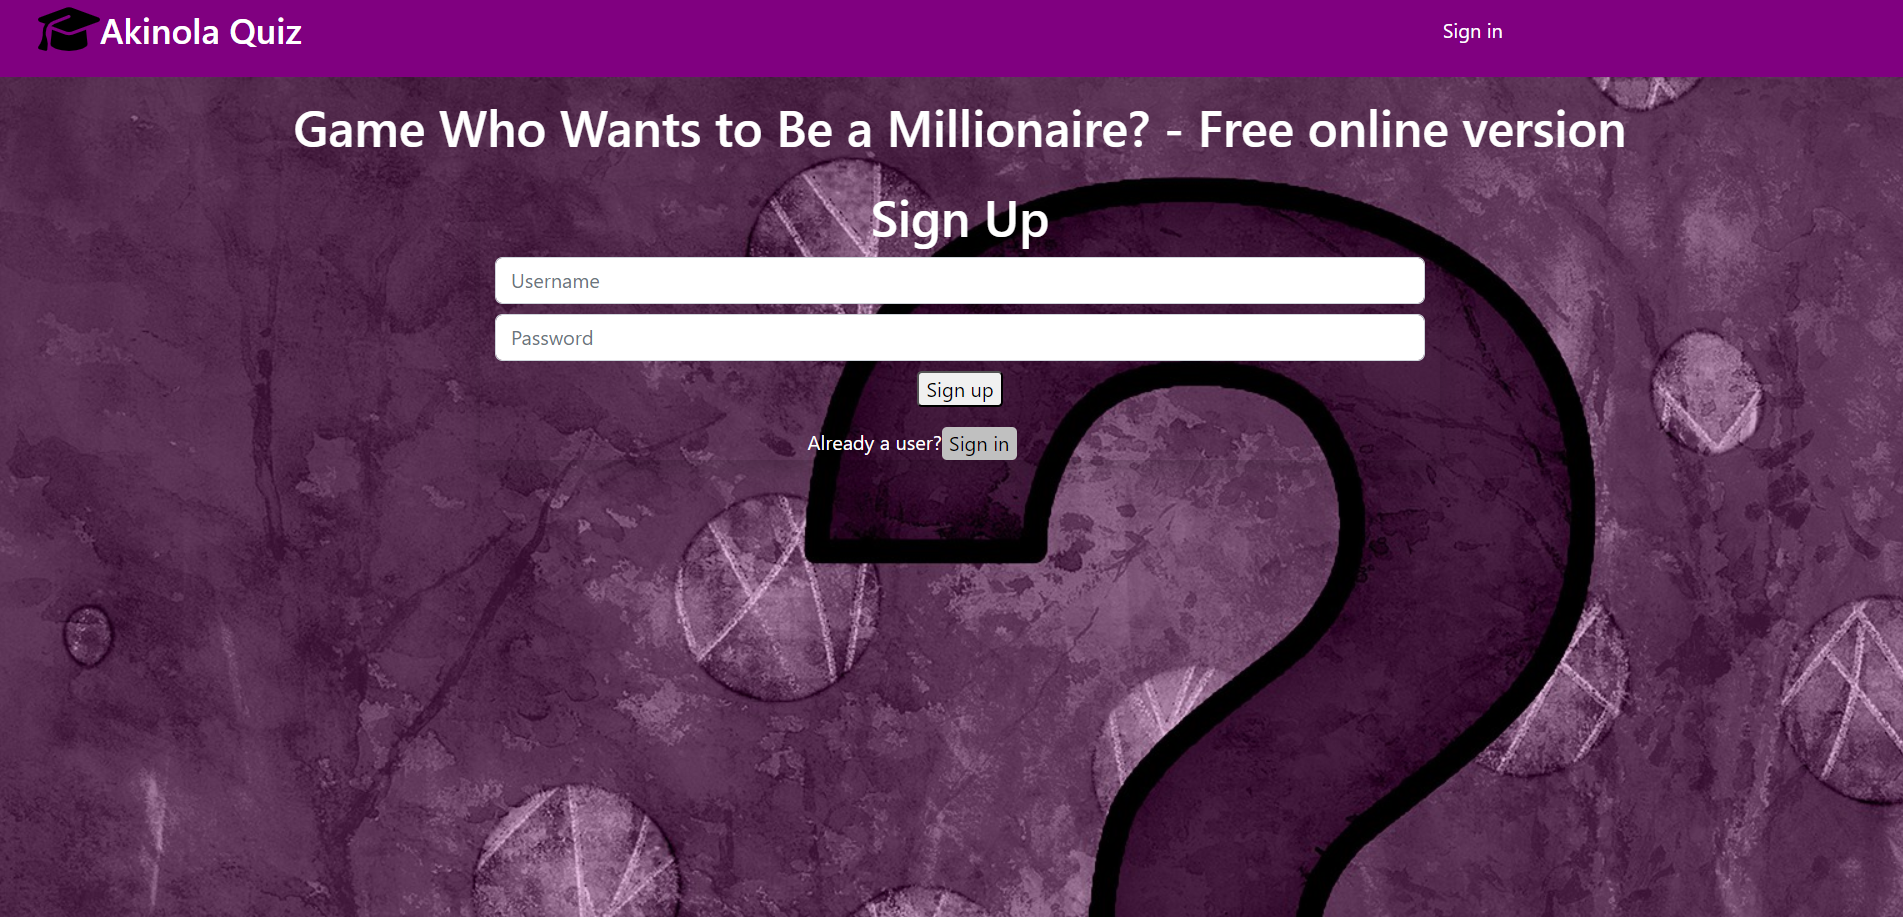 Akinola Quiz
Sign in
Game Who Wants to Be a Millionaire? - Free online version
Sign Up
Username
Password
Sign up
Already a user? Sign in